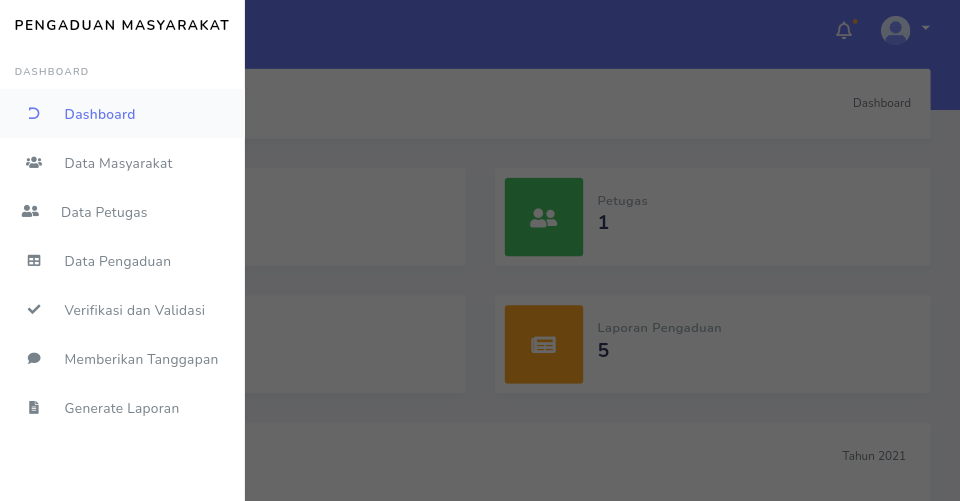 PENGADUAN MASYARAKAT
DASHBOARD
Dashboard
Data Masyarakat
Data Petugas
Data Pengaduan
Verifikasi dan Validasi
Memberikan Tanggapan
Generate Laporan
Dashboard
Petugas
1
Laporan Pengaduan
5
Tahun 2021